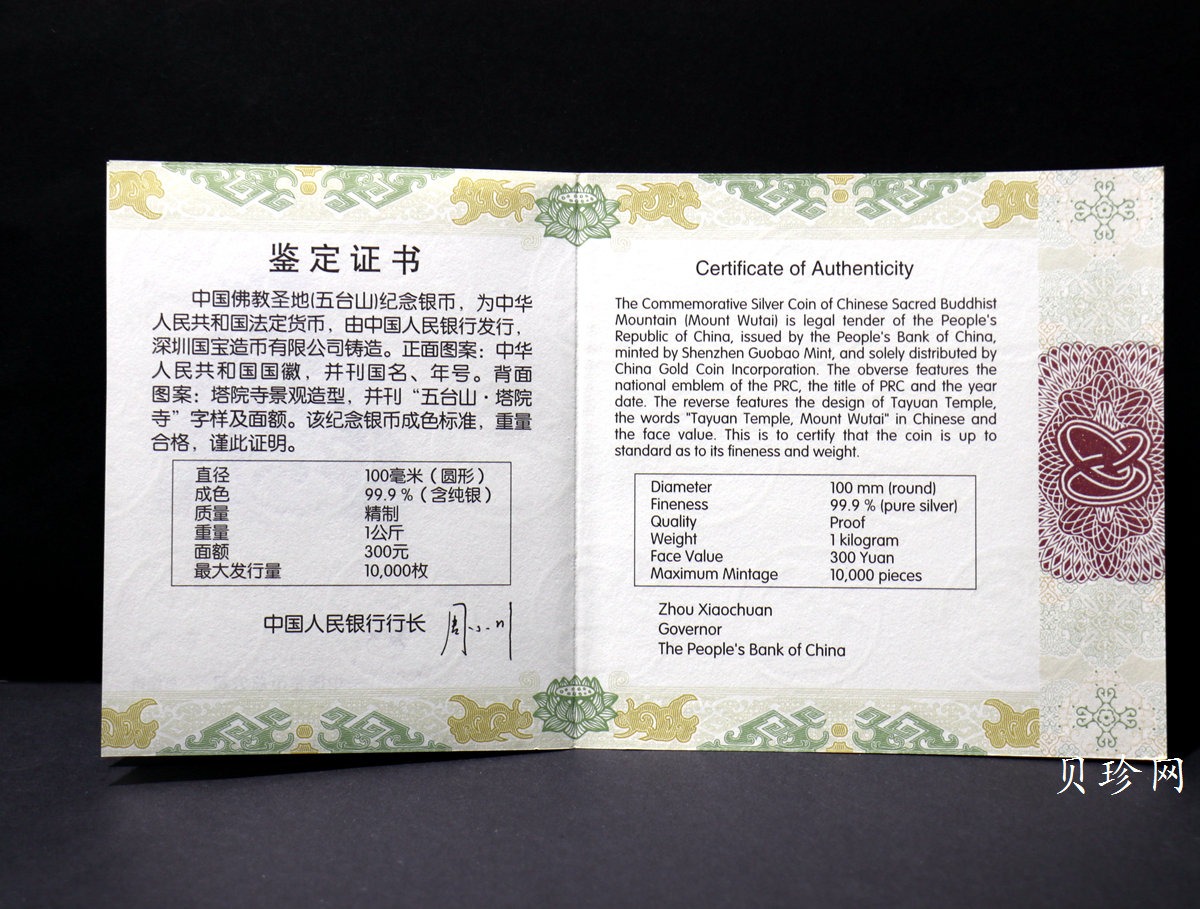 鉴定证书
中国佛教圣地(五台山)纪念银币，为中华
人民共和国法定货币，由中国人民银行发行，
深圳国宝造币有限公司铸造。正面图案：中华
人民共和国国徽，并刊国名、年号。背面
图案：塔院寺景观造型，并刊“五台山·塔院
寺”字样及面额。该纪念银币成色标准，重量
合格，谨此证明。
直径 100毫米（圆形）
成色 99.9％（含纯银）
质量 精制
重量 1公斤
面额 300元
最大发行量 10,000枚
中国人民银行行长 周小川
Certificate of Authenticity
The Commemorative Silver Coin of Chinese Sacred Buddhist
Mountain (Mount Wutai) is legal tender of the People's
Republic of China, issued by the People's Bank of China,
minted by Shenzhen Guobao Mint, and solely distributed by
China Gold Coin Incorporation. The obverse features the
national emblem of the PRC, the title of PRC and the year
date. The reverse features the design of Tayuan Temple,
the words "Tayuan Temple, Mount Wutai" in Chinese and
the face value. This is to certify that the coin is up to
standard as to its fineness and weight.
Diameter 100 mm (round)
Fineness 99.9 % (pure silver)
Quality Proof
Weight 1 kilogram
Face Value 300 Yuan
Maximum Mintage 10,000 pieces
Zhou Xiaochuan
Governor
The People's Bank of China
贝珍网